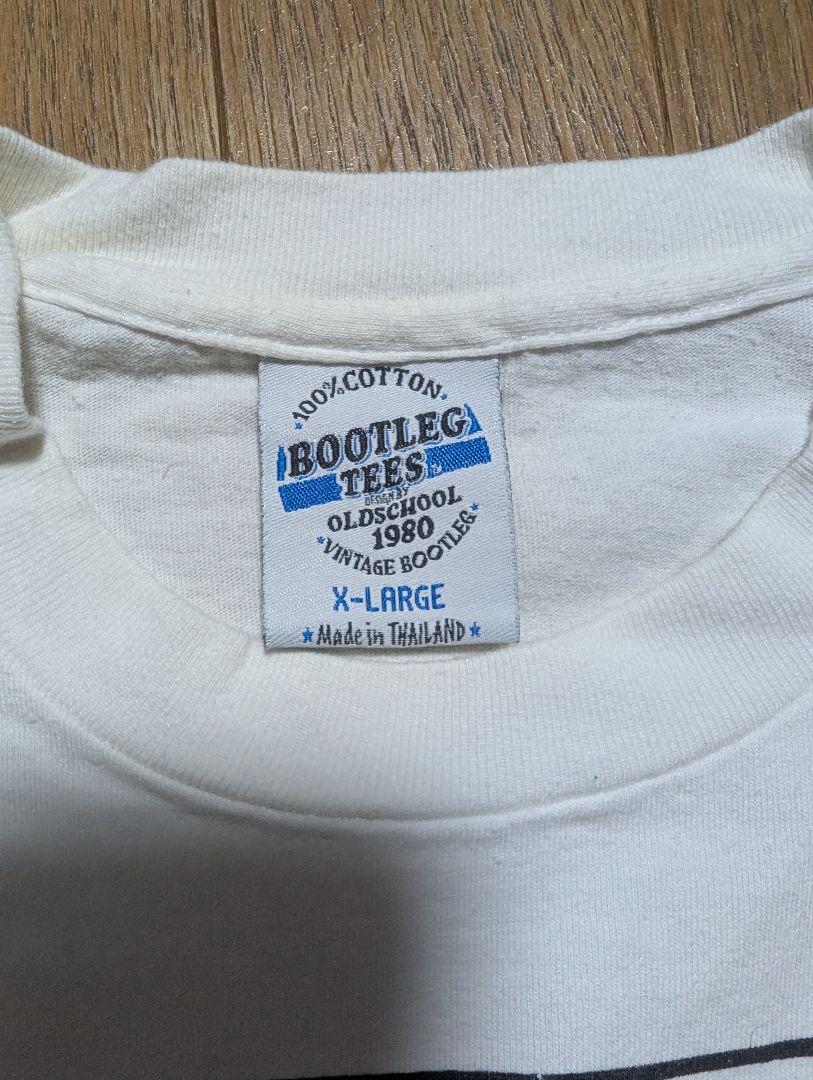 100%COTTON
BOOTLEG
TEES
DESIGN BY
OLDSCHOOL
1980
VINTAGE BOOTLEG
X-LARGE
Made in THAILAND